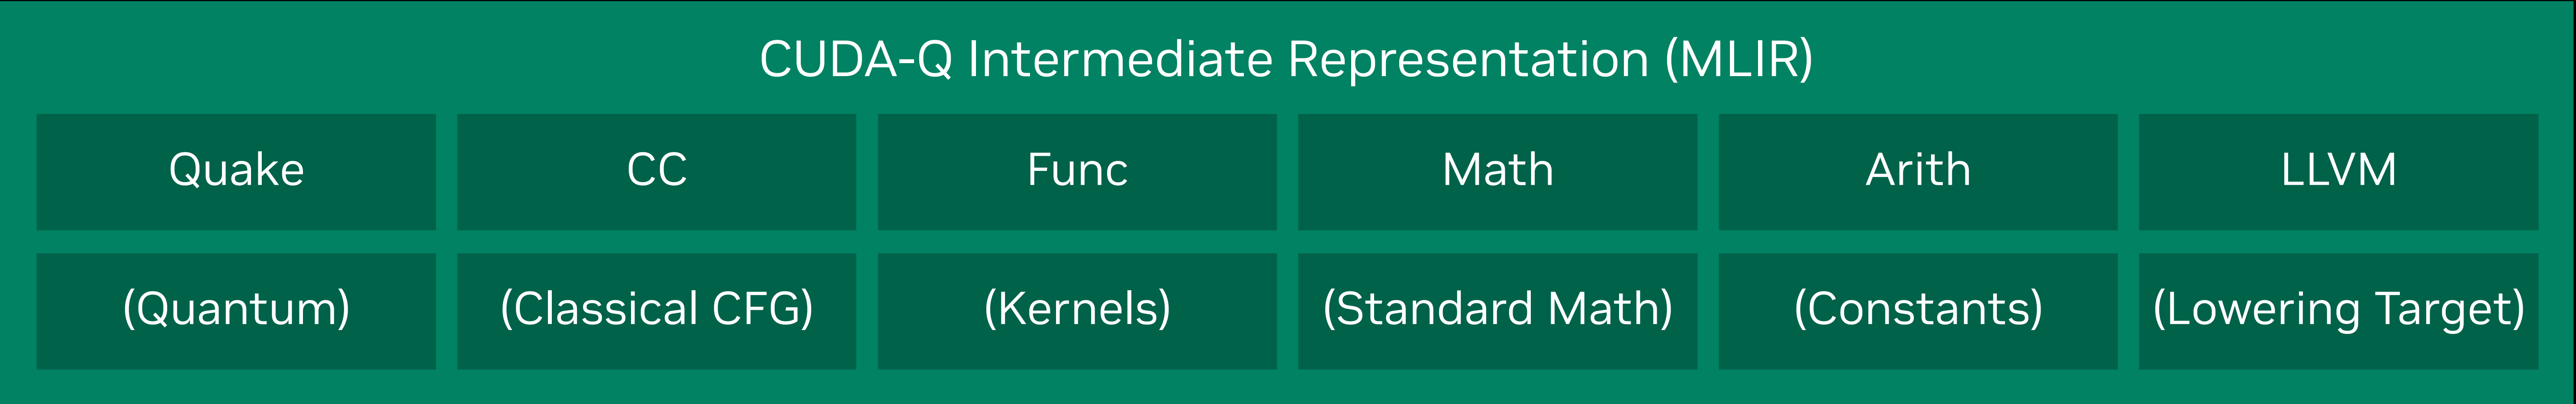 CUDA-Q Intermediate Representation (MLIR)
Quake CC Func Math Arith LLVM
(Quantum) (Classical CFG) (Kernels) (Standard Math) (Constants) (Lowering Target)